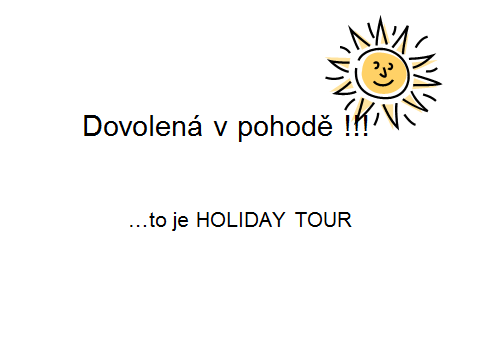 Dovolená v pohodě !!!
…to je HOLIDAY TOUR